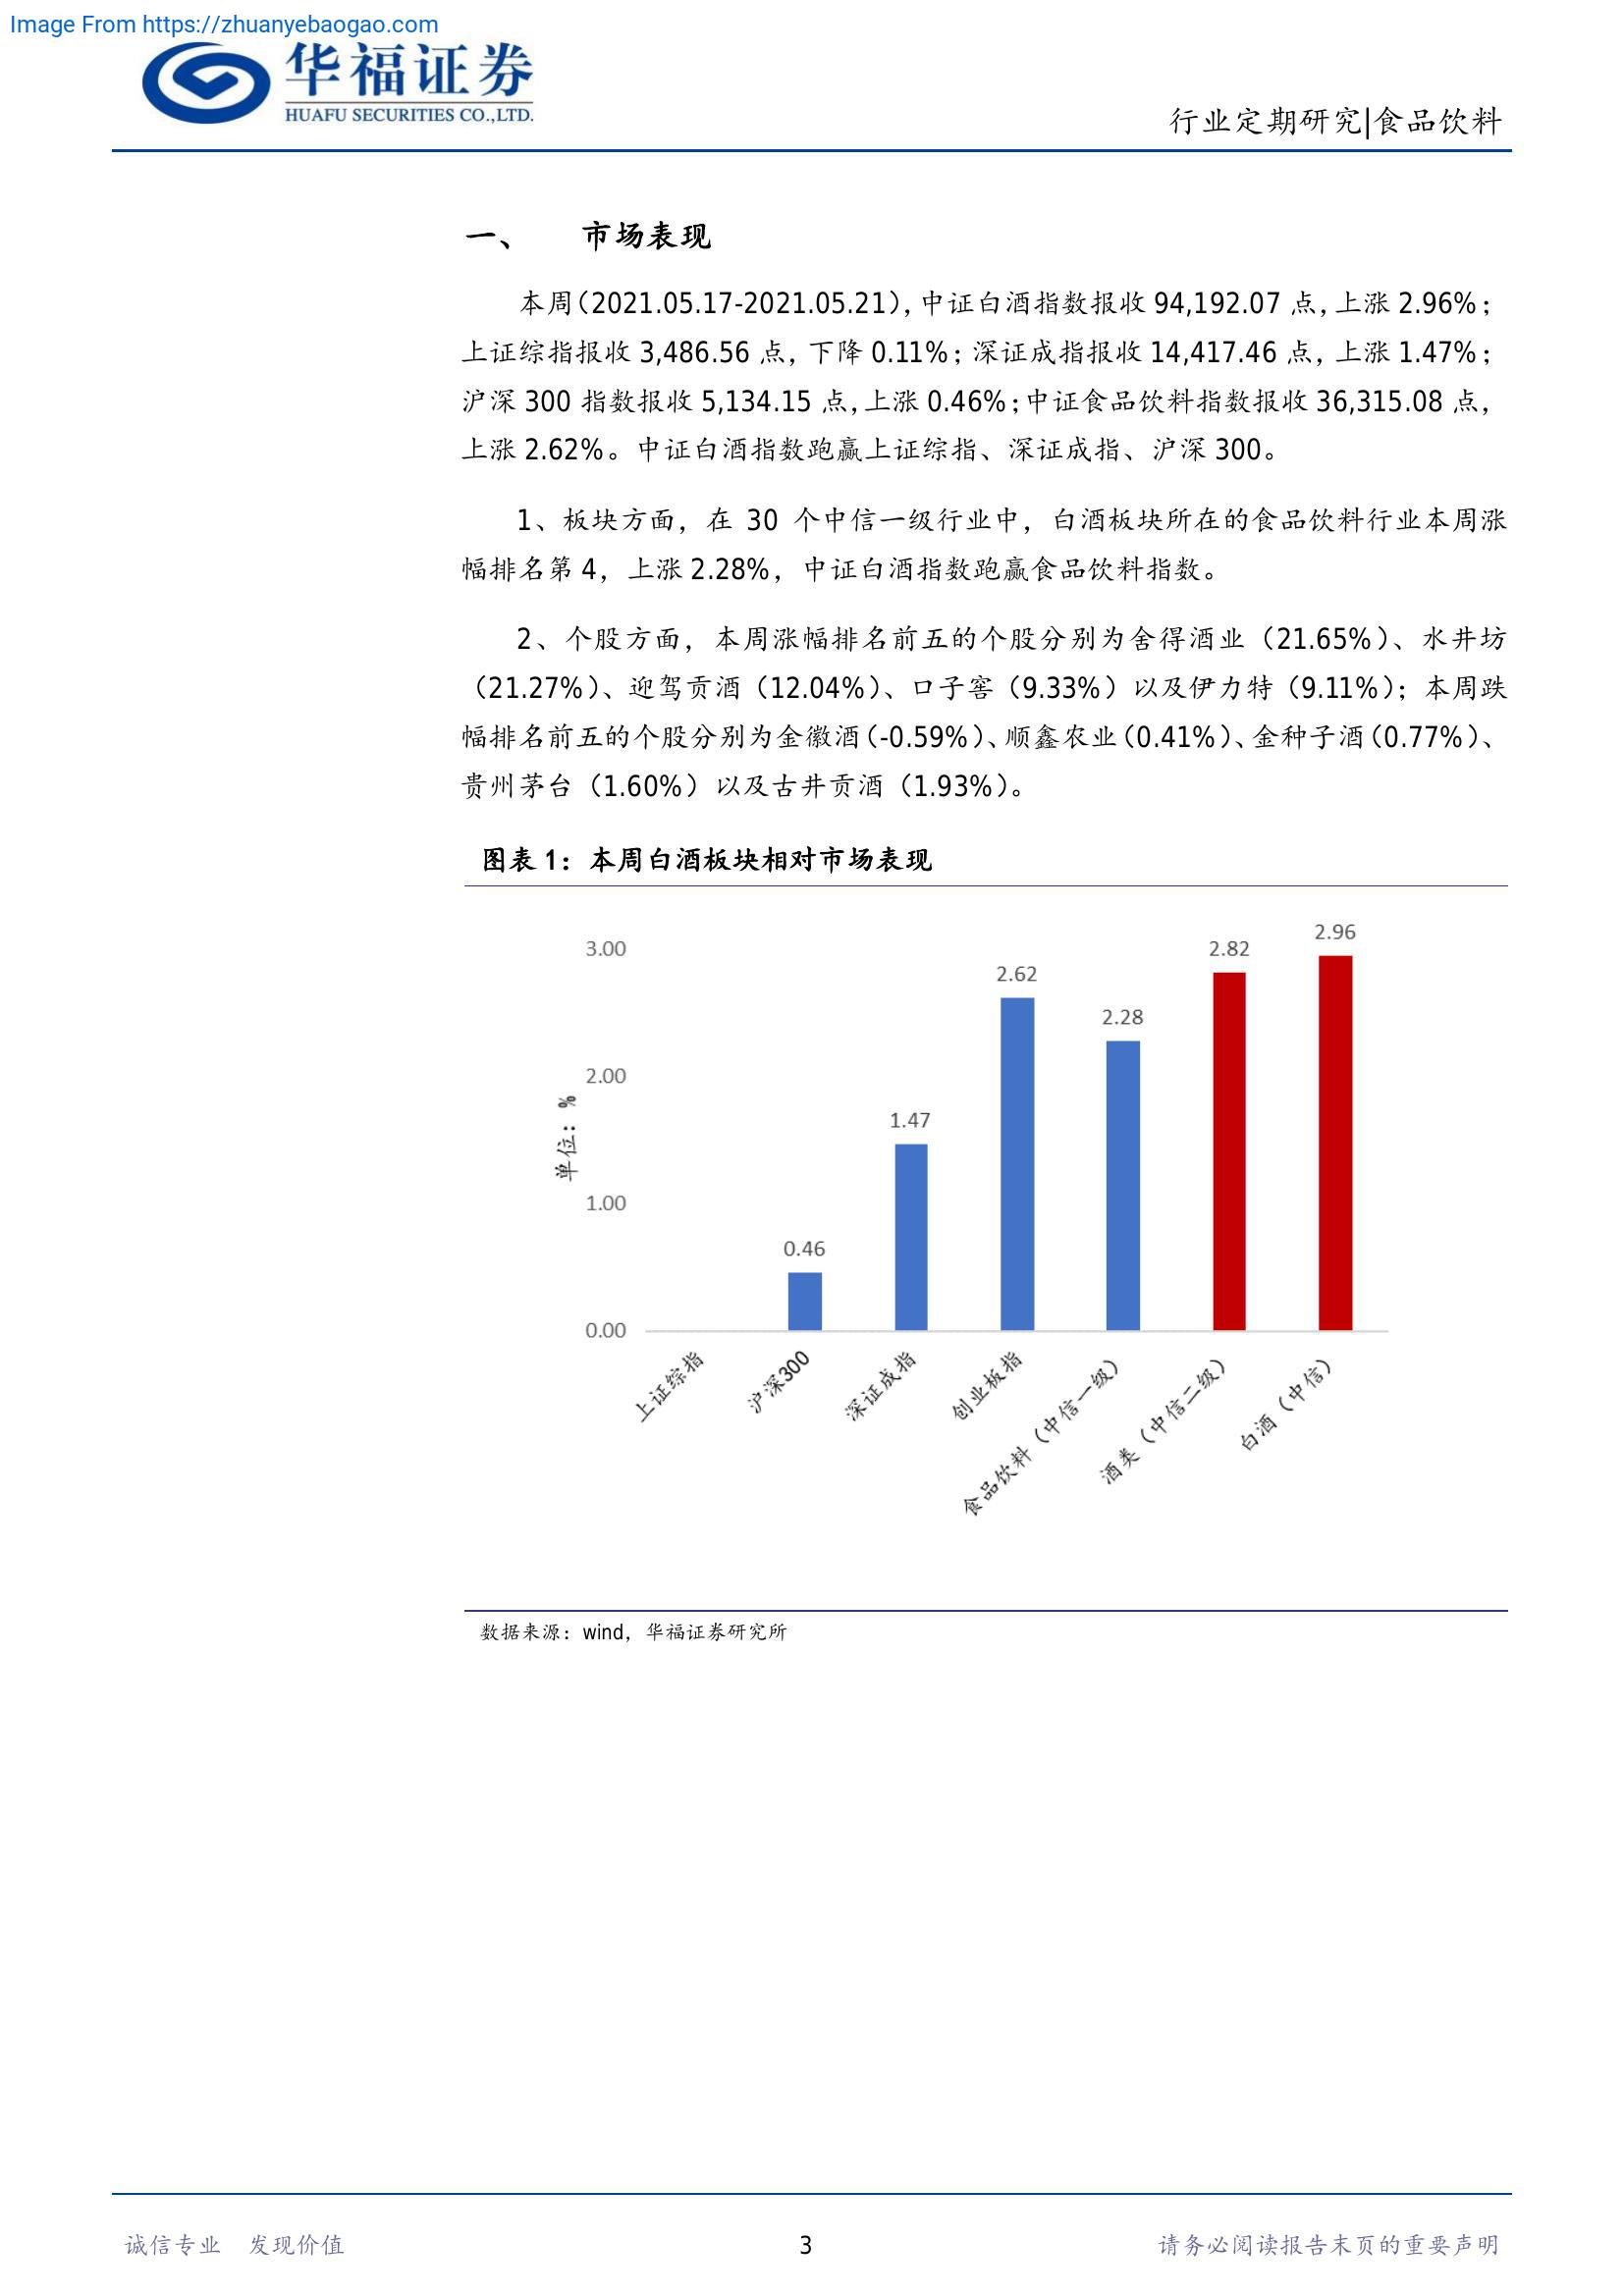 Image From https://zhuanyebaogao.com
华福证券
HUAFU SECURITIES CO.,LTD.
行业定期研究|食品饮料
一、 市场表现
本周（2021.05.17-2021.05.21），中证白酒指数报收 94,192.07 点，上涨 2.96%；
上证综指报收 3,486.56 点，下降 0.11%；深证成指报收 14,417.46 点，上涨 1.47%；
沪深 300 指数报收 5,134.15 点，上涨 0.46%；中证食品饮料指数报收 36,315.08 点，
上涨 2.62%。中证白酒指数跑赢上证综指、深证成指、沪深 300。
1、板块方面，在 30 个中信一级行业中，白酒板块所在的食品饮料行业本周涨
幅排名第 4，上涨 2.28%，中证白酒指数跑赢食品饮料指数。
2、个股方面，本周涨幅排名前五的个股分别为舍得酒业（21.65%）、水井坊
（21.27%）、迎驾贡酒（12.04%）、口子窖（9.33%）以及伊力特（9.11%）；本周跌
幅排名前五的个股分别为金徽酒（-0.59%）、顺鑫农业（0.41%）、金种子酒（0.77%）、
贵州茅台（1.60%）以及古井贡酒（1.93%）。
图表 1：本周白酒板块相对市场表现
单位：%
3.00
2.00
1.00
0.00
0.46
1.47
2.62
2.28
2.82
2.96
上证综指
沪深300
深证成指
创业板指
食品饮料（中信一级）
酒类（中信二级）
白酒（中信）
数据来源：wind，华福证券研究所
诚信专业 发现价值
3
请务必阅读报告末页的重要声明